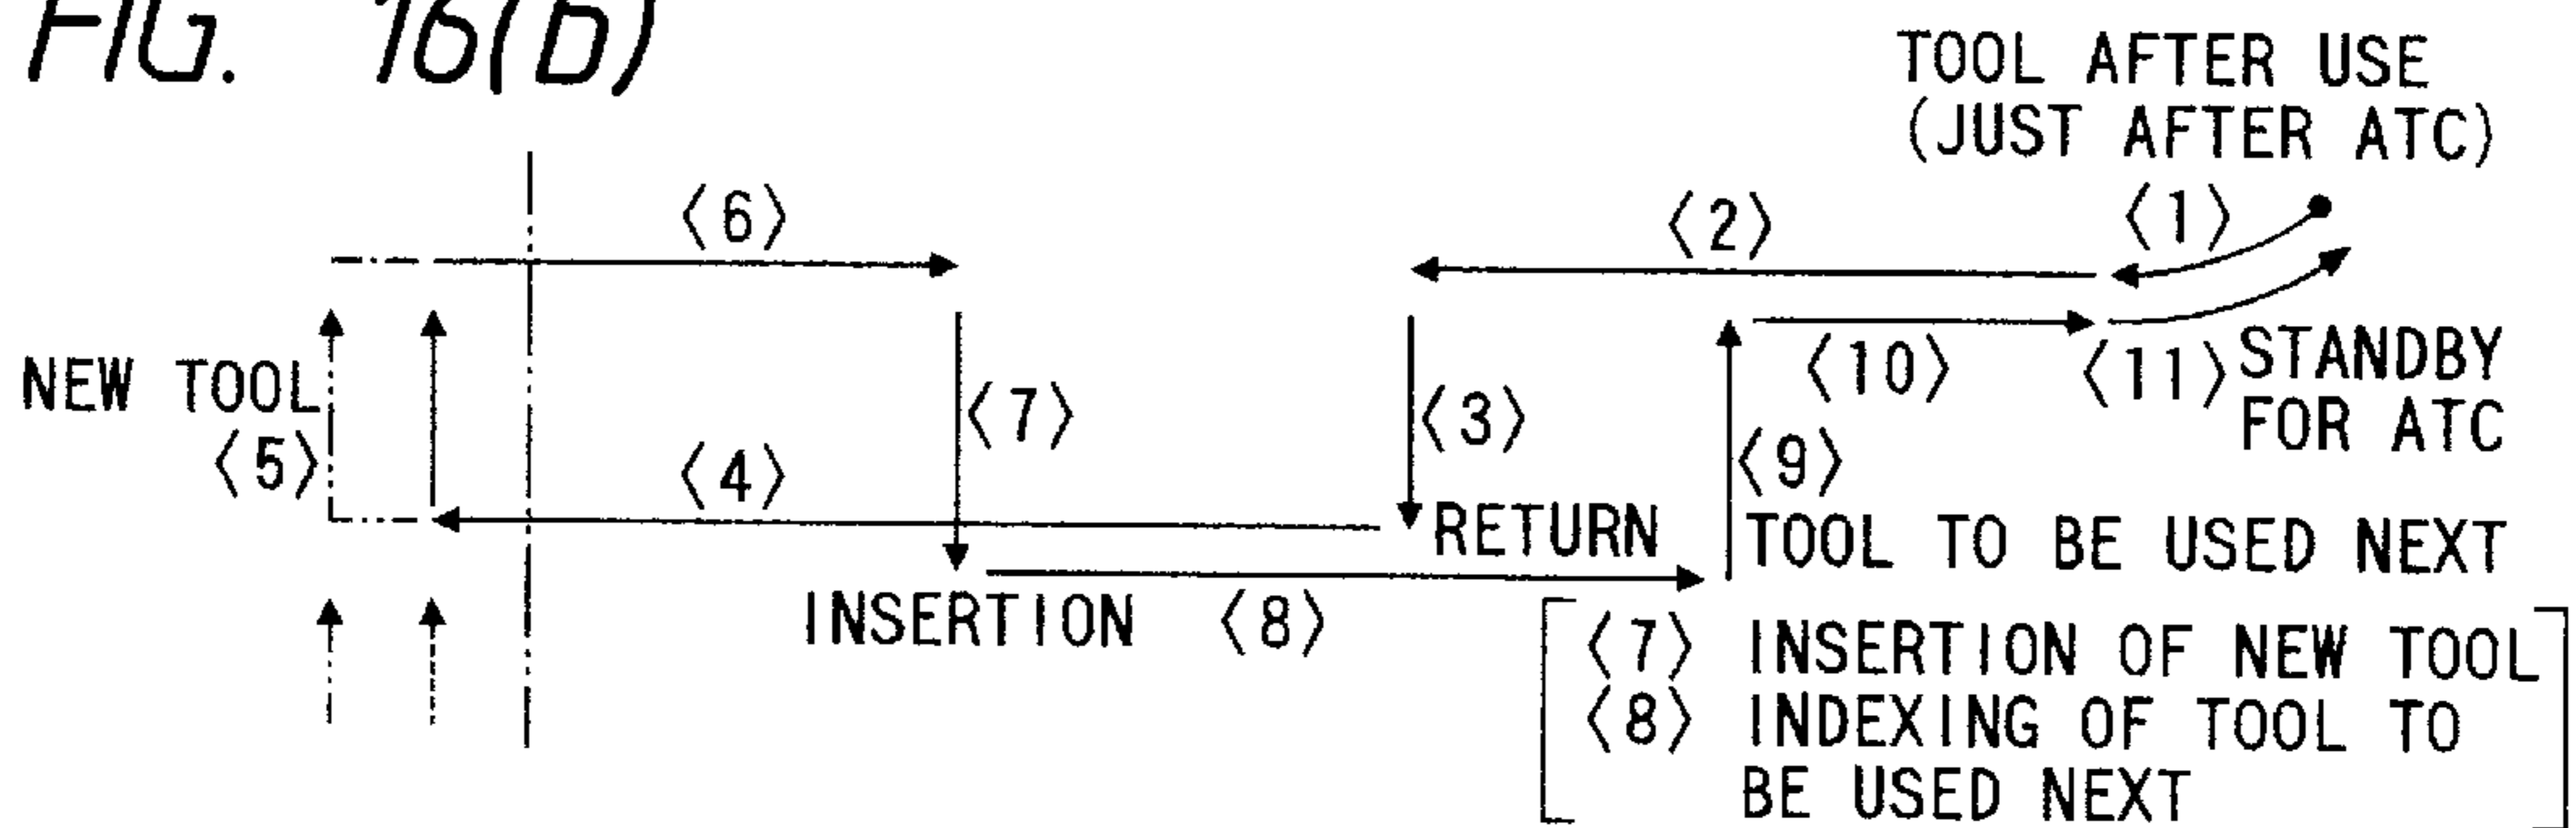 FIG. 16(b)
TOOL AFTER USE
(JUST AFTER ATC)
〈6〉
〈2〉
〈1〉
NEW TOOL
〈5〉
〈7〉
〈3〉
〈10〉
〈11〉
STANDBY
FOR ATC
〈4〉
〈9〉
RETURN
TOOL TO BE USED NEXT
INSERTION
〈8〉
〈7〉 INSERTION OF NEW TOOL
〈8〉 INDEXING OF TOOL TO
BE USED NEXT